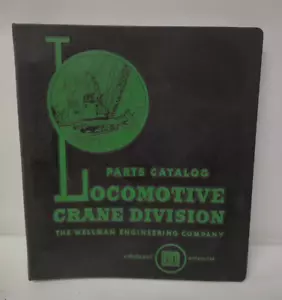 PARTS CATALOG
LOCOMOTIVE
CRANE DIVISION
THE WELLMAN ENGINEERING COMPANY